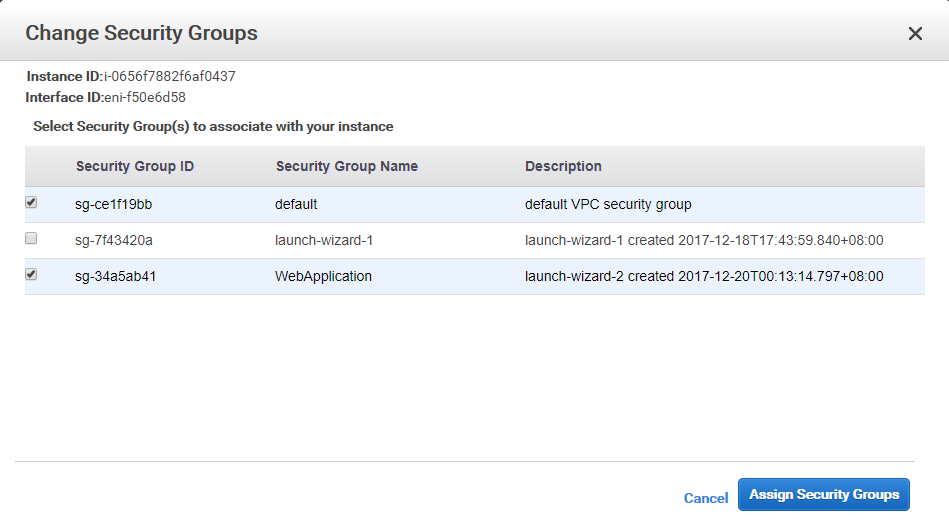 Change Security Groups
Instance ID:i-0656f7882f6af0437
Interface ID:eni-f50e6d58
Select Security Group(s) to associate with your instance
Security Group ID Security Group Name Description
sg-ce1f19bb default default VPC security group
sg-7f43420a launch-wizard-1 launch-wizard-1 created 2017-12-18T17:43:59.840+08:00
sg-34a5ab41 WebApplication launch-wizard-2 created 2017-12-20T00:13:14.797+08:00
Cancel Assign Security Groups